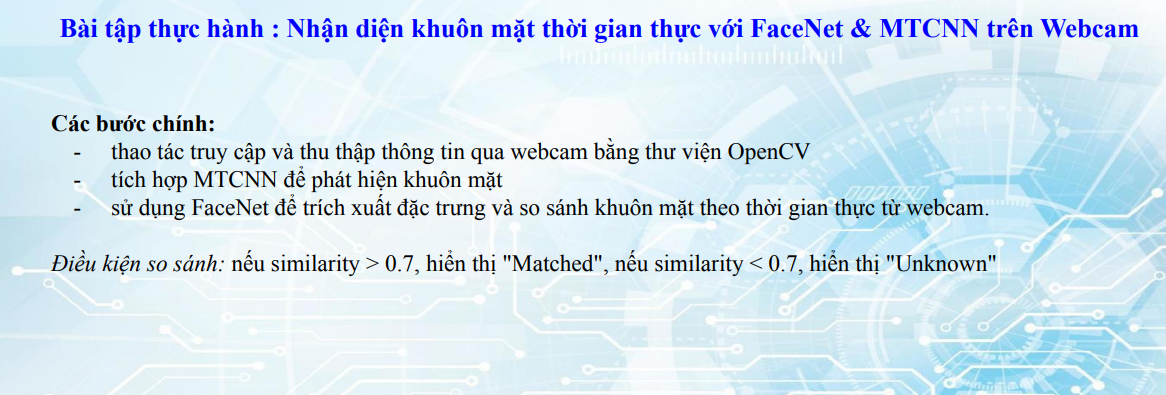 Bài tập thực hành : Nhận diện khuôn mặt thời gian thực với FaceNet & MTCNN trên Webcam
Các bước chính:
- thao tác truy cập và thu thập thông tin qua webcam bằng thư viện OpenCV
- tích hợp MTCNN để phát hiện khuôn mặt
- sử dụng FaceNet để trích xuất đặc trưng và so sánh khuôn mặt theo thời gian thực từ webcam.
Điều kiện so sánh: nếu similarity > 0.7, hiển thị "Matched", nếu similarity < 0.7, hiển thị "Unknown"